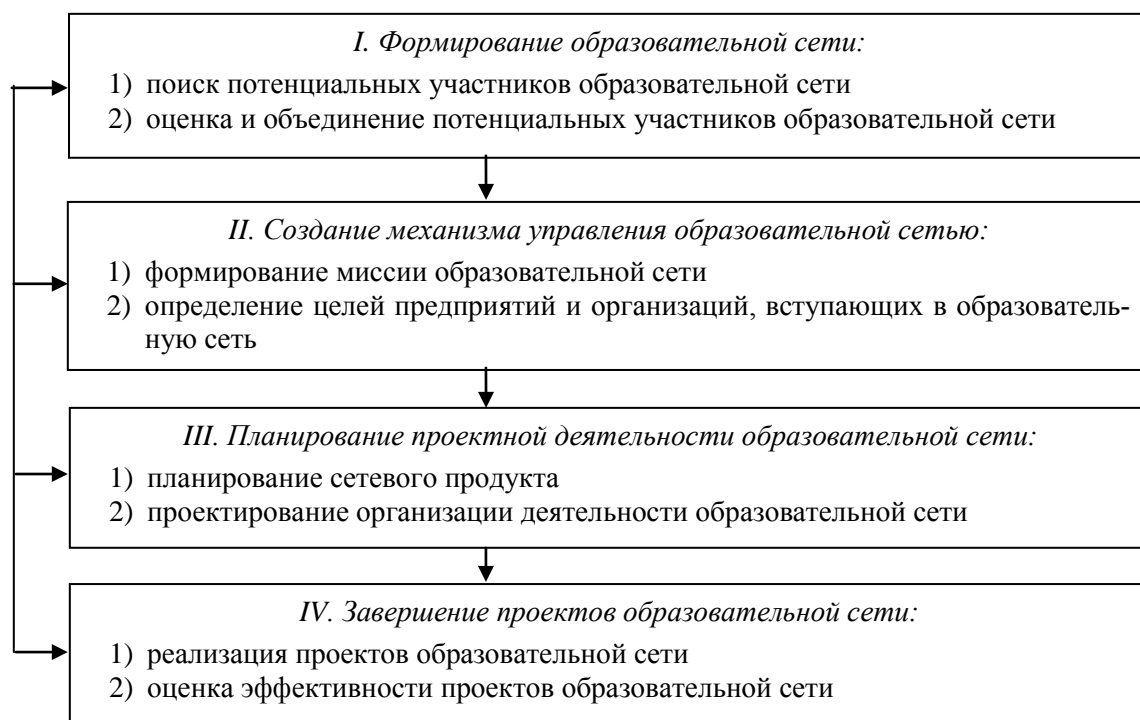 I. Формирование образовательной сети:
1) поиск потенциальных участников образовательной сети
2) оценка и объединение потенциальных участников образовательной сети
II. Создание механизма управления образовательной сетью:
1) формирование миссии образовательной сети
2) определение целей предприятий и организаций, вступающих в образователь-
ную сеть
III. Планирование проектной деятельности образовательной сети:
1) планирование сетевого продукта
2) проектирование организации деятельности образовательной сети
IV. Завершение проектов образовательной сети:
1) реализация проектов образовательной сети
2) оценка эффективности проектов образовательной сети